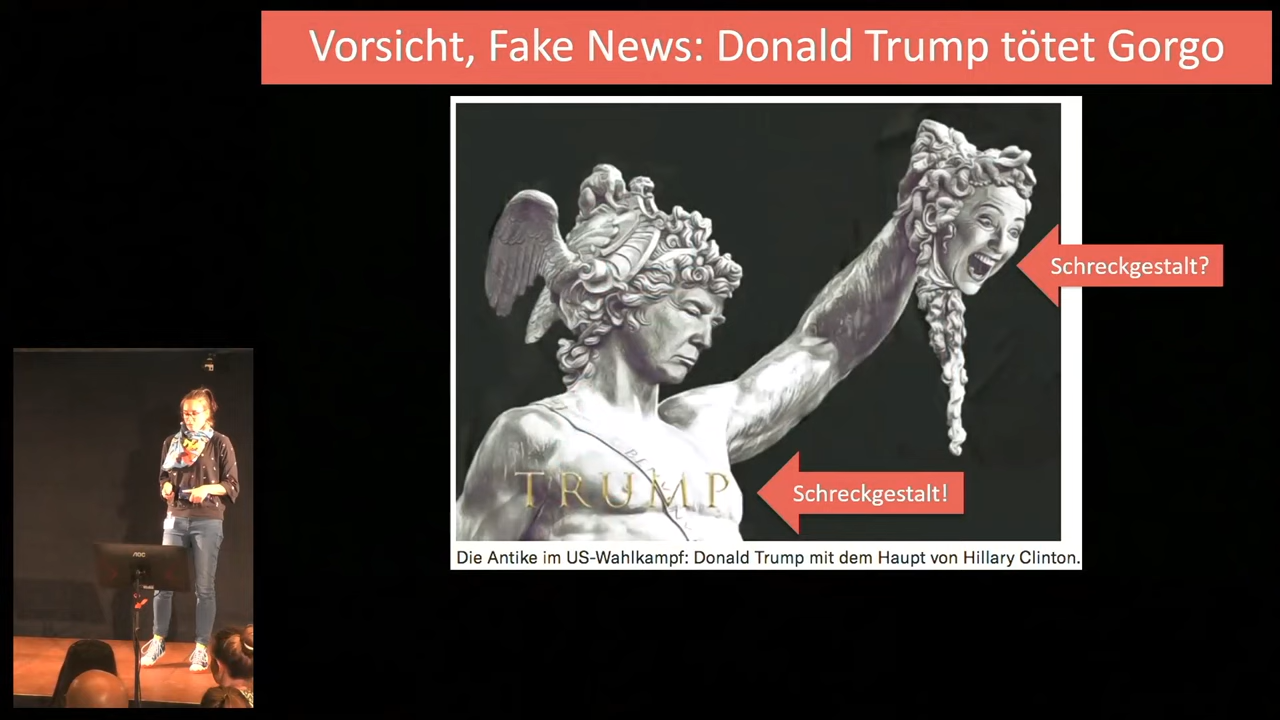 Vorsicht, Fake News: Donald Trump tötet Gorgo
Schreckgestalt?
TRUMP
Schreckgestalt!
Die Antike im US-Wahlkampf: Donald Trump mit dem Haupt von Hillary Clinton.
AOC